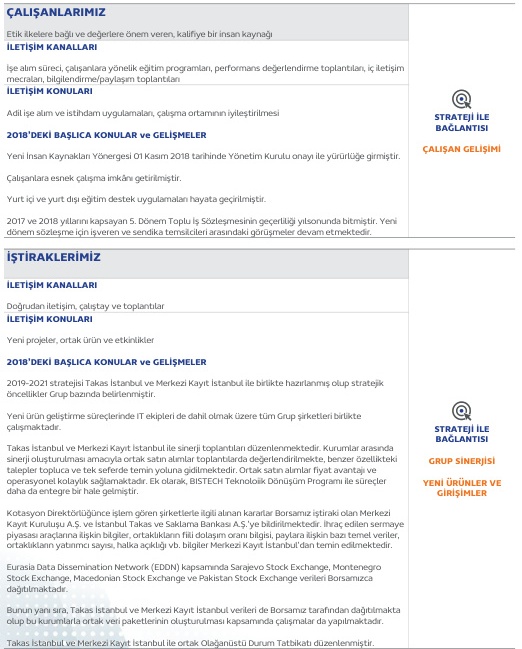 ÇALIŞANLARIMIZ
Etik ilkelere bağlı ve değerlere önem veren, kalifiye bir insan kaynağı
İLETİŞİM KANALLARI
İşe alım süreci, çalışanlara yönelik eğitim programları, performans değerlendirme toplantıları, iç iletişim
mecraları, bilgilendirme/paylaşım toplantıları
İLETİŞİM KONULARI
Adil işe alım ve istihdam uygulamaları, çalışma ortamının iyileştirilmesi
2018'DEKİ BAŞLICA KONULAR ve GELİŞMELER
Yeni İnsan Kaynakları Yönergesi 01 Kasım 2018 tarihinde Yönetim Kurulu onayı ile yürürlüğe girmiştir.
Çalışanlara esnek çalışma imkânı getirilmiştir.
Yurt içi ve yurt dışı eğitim destek uygulamaları hayata geçirilmiştir.
2017 ve 2018 yıllarını kapsayan 5. Dönem Toplu İş Sözleşmesinin geçerliliği yılsonunda bitmiştir. Yeni
dönem sözleşme için işveren ve sendika temsilcileri arasındaki görüşmeler devam etmektedir.
STRATEJİ İLE
BAĞLANTISI
ÇALIŞAN GELİŞİMİ
İŞTİRAKLERİMİZ
İLETİŞİM KANALLARI
Doğrudan iletişim, çalıştay ve toplantılar
İLETİŞİM KONULARI
Yeni projeler, ortak ürün ve etkinlikler
2018'DEKİ BAŞLICA KONULAR ve GELİŞMELER
2019-2021 stratejisi Takas İstanbul ve Merkezi Kayıt İstanbul ile birlikte hazırlanmış olup stratejik
öncellikler Grup bazında belirlenmiştir.
Yeni ürün geliştirme süreçlerinde IT ekipleri de dahil olmak üzere tüm Grup şirketleri birlikte
çalışmaktadır.
Takas İstanbul ve Merkezi Kayıt İstanbul ile sinerji toplantıları düzenlenmektedir. Kurumlar arasında
sinerji oluşturulması amacıyla ortak satın alımlar toplantılarda değerlendirilmekte, benzer özellikteki
talepler topluca ve tek seferde temin yoluna gidilmektedir. Ortak satın alımlar fiyat avantajı ve
operasyonel kolaylık sağlamaktadır. Ek olarak, BISTECH Teknolojik Dönüşüm Programı ile süreçler
daha da entegre bir hale gelmiştir.
Kotasyon Direktörlüğünce işlem gören şirketlerle ilgili alınan kararlar Borsamız iştiraki olan Merkezi
Kayıt Kuruluşu A.Ş. ve İstanbul Takas ve Saklama Bankası A.Ş.'ye bildirilmektedir. İhraç edilen sermaye
piyasası araçlarına ilişkin bilgiler, ortaklıkların fiili dolaşım oranı bilgisi, paylara ilişkin bazı temel veriler,
ortaklıkların yatırımcı sayısı, halka açıklığı vb. bilgiler Merkezi Kayıt İstanbul'dan temin edilmektedir.
Eurasia Data Dissemination Network (EDDN) kapsamında Sarajevo Stock Exchange, Montenegro
Stock Exchange, Macedonian Stock Exchange ve Pakistan Stock Exchange verileri Borsamızca
dağıtılmaktadır.
Bunun yanı sıra, Takas İstanbul ve Merkezi Kayıt İstanbul verileri de Borsamız tarafından dağıtılmakta
olup bu kurumlarla ortak veri paketlerinin oluşturulması kapsamında çalışmalar da yapılmaktadır.
Takas İstanbul ve Merkezi Kayıt İstanbul ile ortak Olağanüstü Durum Tatbikatı düzenlenmiştir.
STRATEJİ İLE
BAĞLANTISI
GRUP SİNERJİSİ
YENİ ÜRÜNLER VE
GİRİŞİMLER